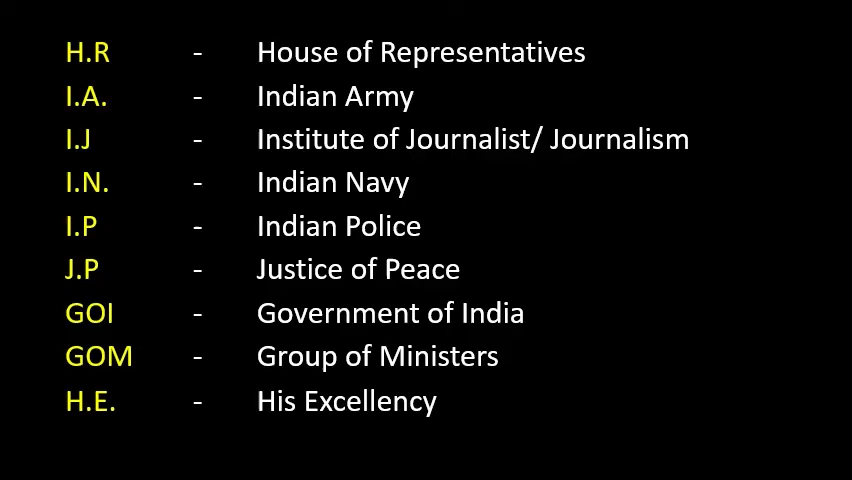 H.R - House of Representatives
I.A. - Indian Army
I.J - Institute of Journalist/ Journalism
I.N. - Indian Navy
I.P - Indian Police
J.P - Justice of Peace
GOI - Government of India
GOM - Group of Ministers
H.E. - His Excellency